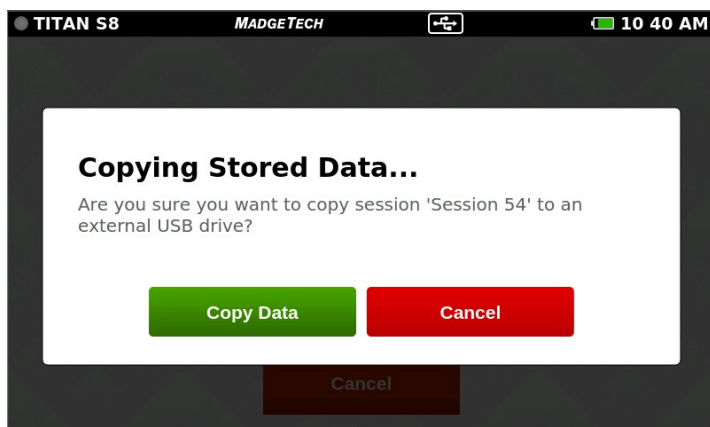 TITAN S8 MADGETECH 10 40 AM
Copying Stored Data...
Are you sure you want to copy session 'Session 54' to an
external USB drive?
Copy Data Cancel
Cancel